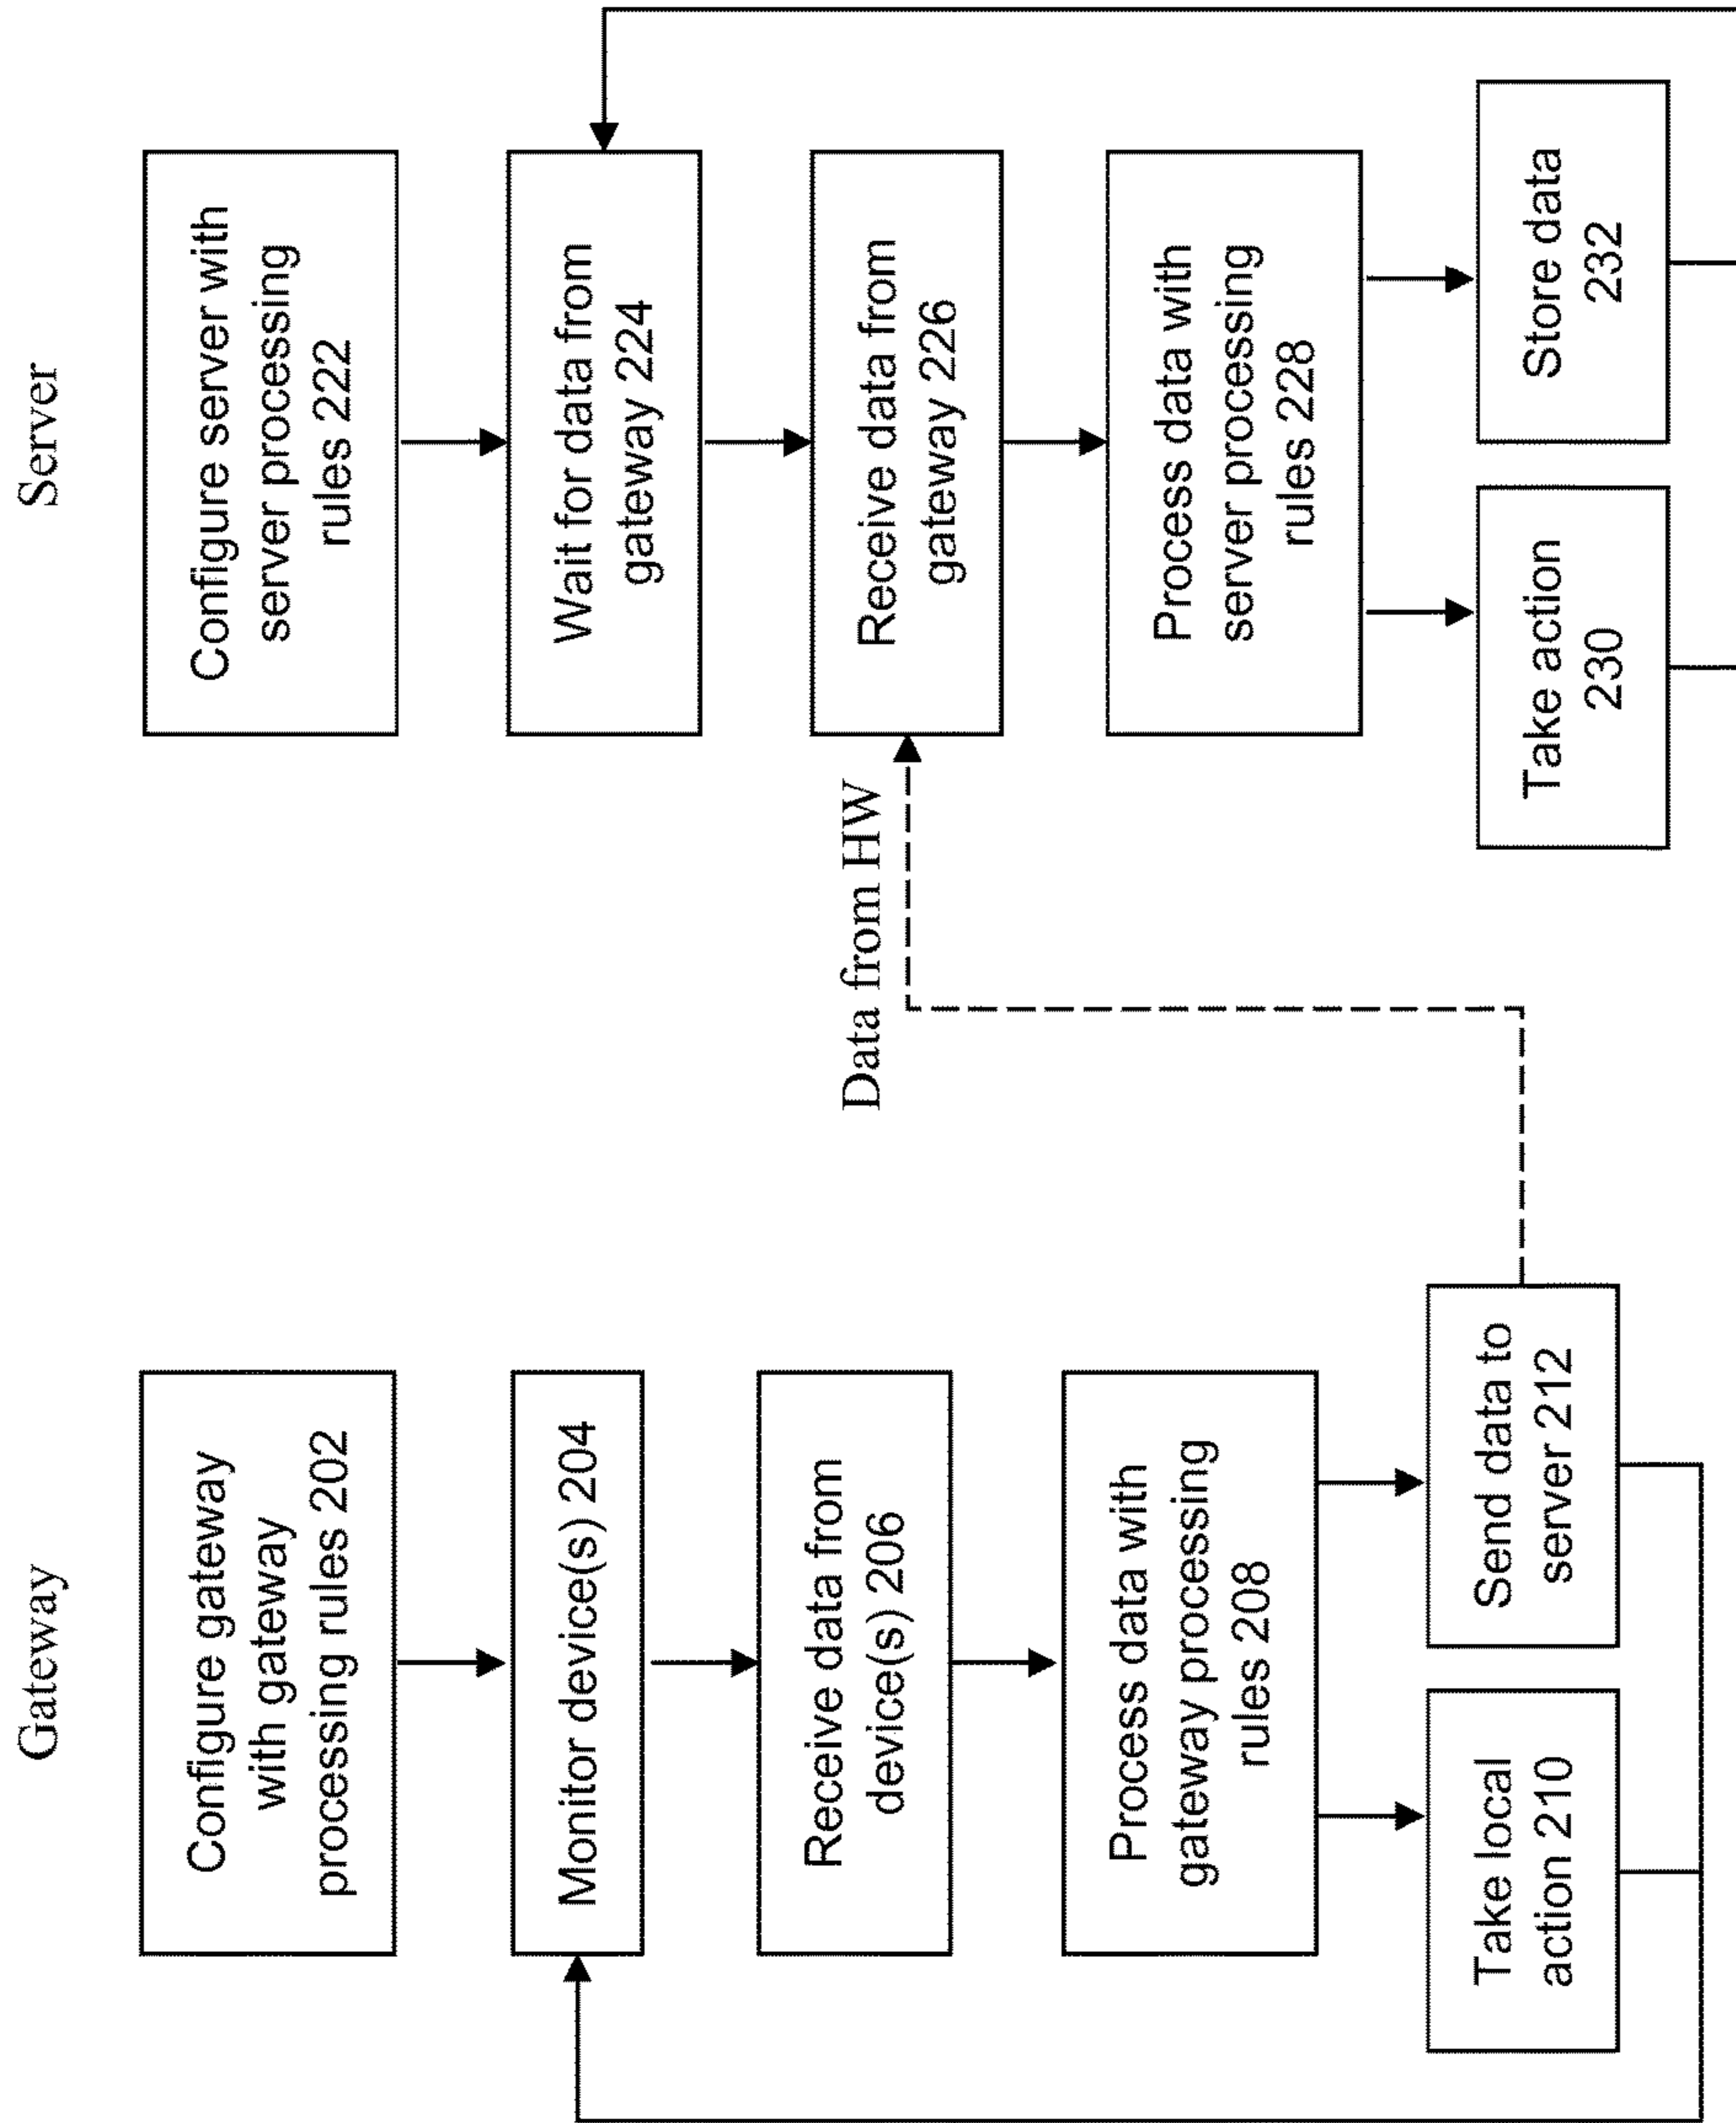 Gateway
Configure gateway
with gateway
processing rules 202
Monitor device(s) 204
Receive data from
device(s) 206
Process data with
gateway processing
rules 208
Take local
action 210
Send data to
server 212
Data from HW
Server
Configure server with
server processing
rules 222
Wait for data from
gateway 224
Receive data from
gateway 226
Process data with
server processing
rules 228
Take action
230
Store data
232